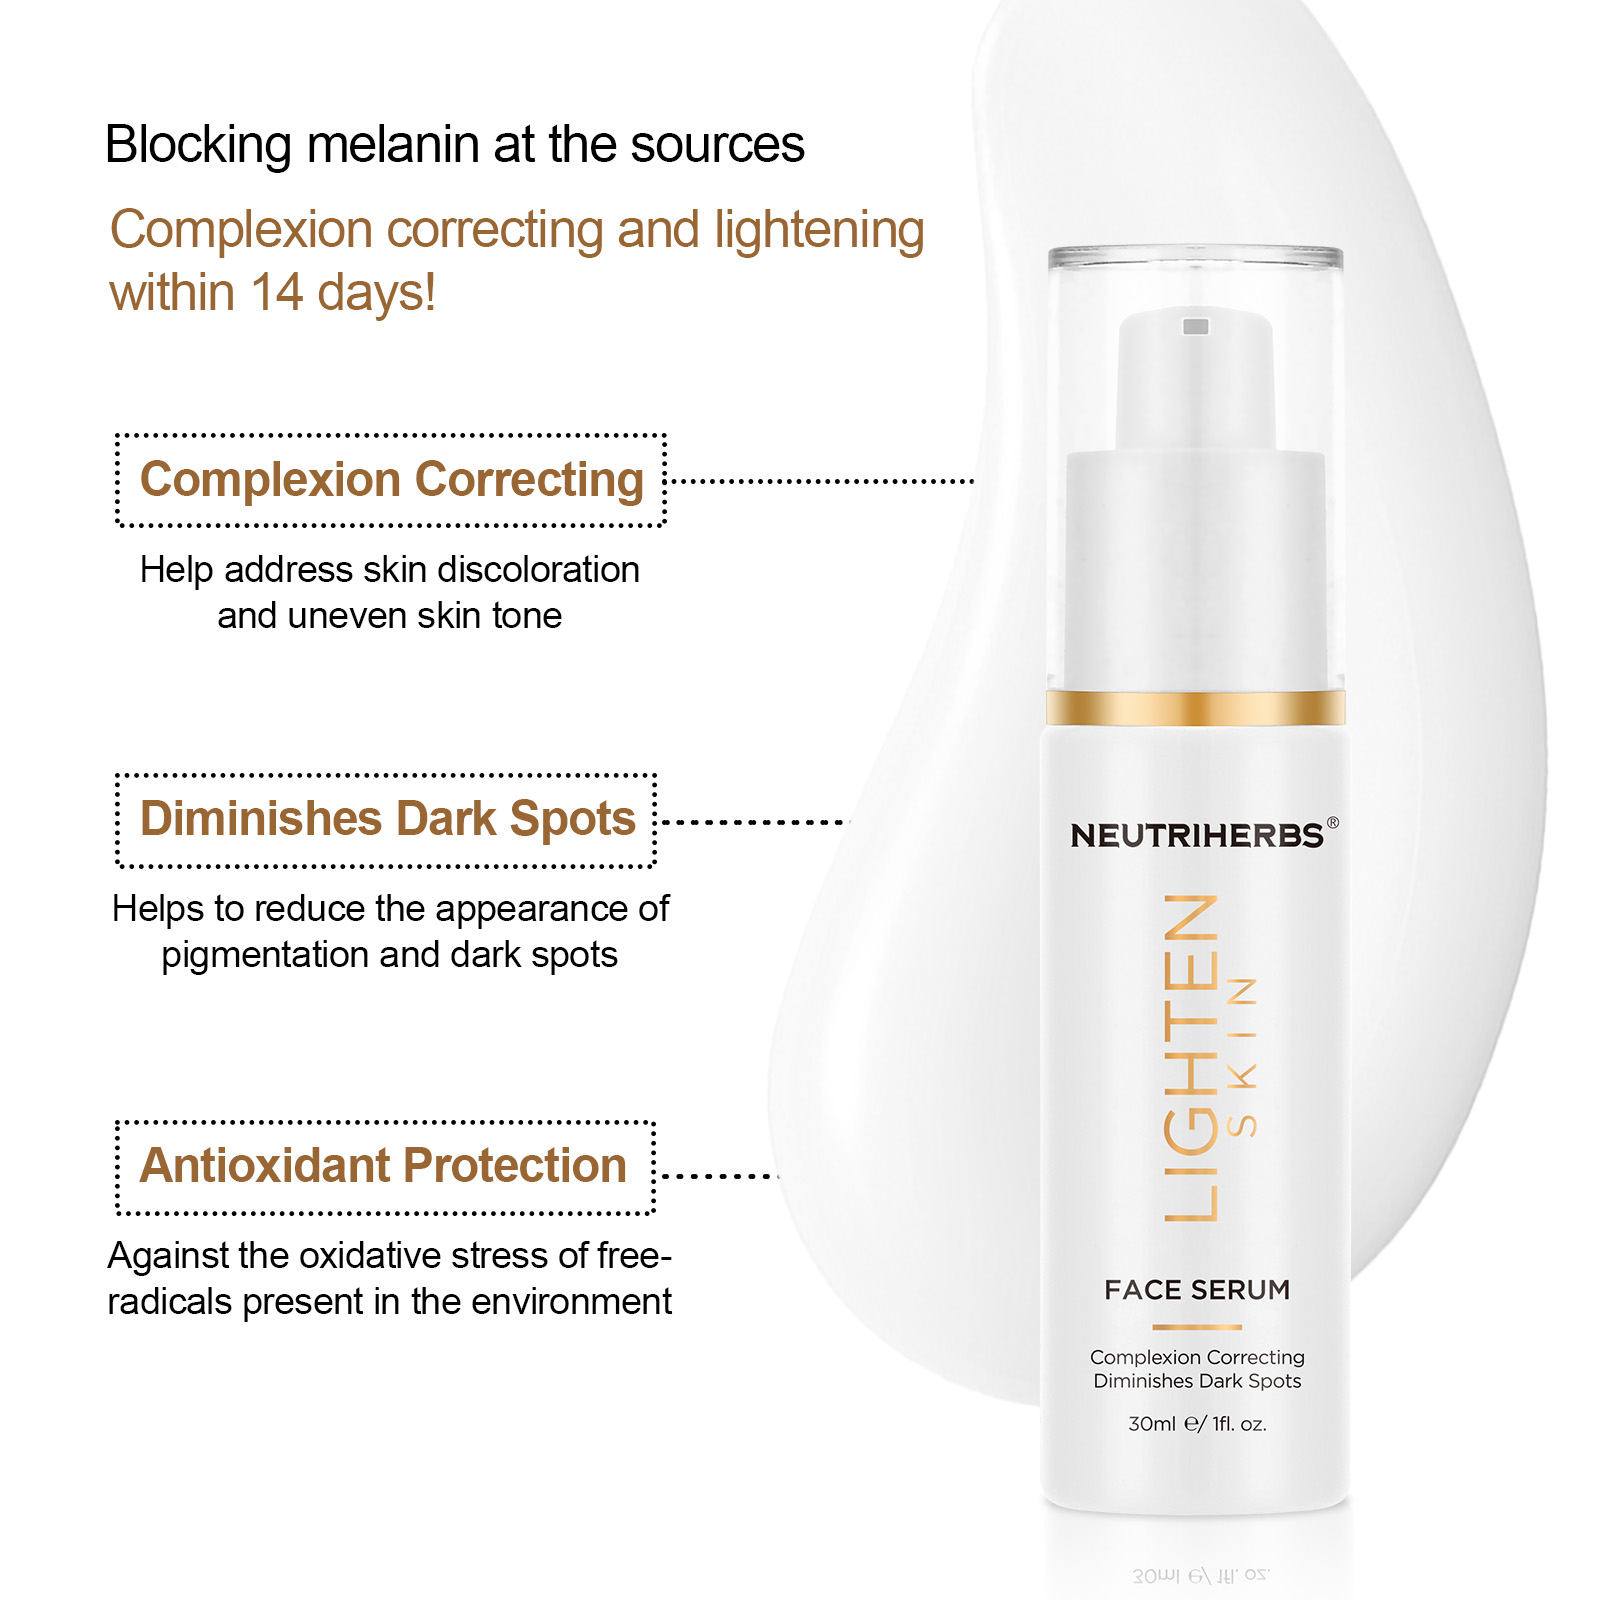 Blocking melanin at the sources
Complexion correcting and lightening
within 14 days!
Complexion Correcting
Help address skin discoloration
and uneven skin tone
Diminishes Dark Spots
Helps to reduce the appearance of
pigmentation and dark spots
Antioxidant Protection
Against the oxidative stress of free-
radicals present in the environment
NEUTRIHERBS®
LIGHTEN
SKIN
FACE SERUM
Complexion Correcting
Diminishes Dark Spots
30ml ℮/ 1fl. oz.
30ml ℮/ 1fl. oz.